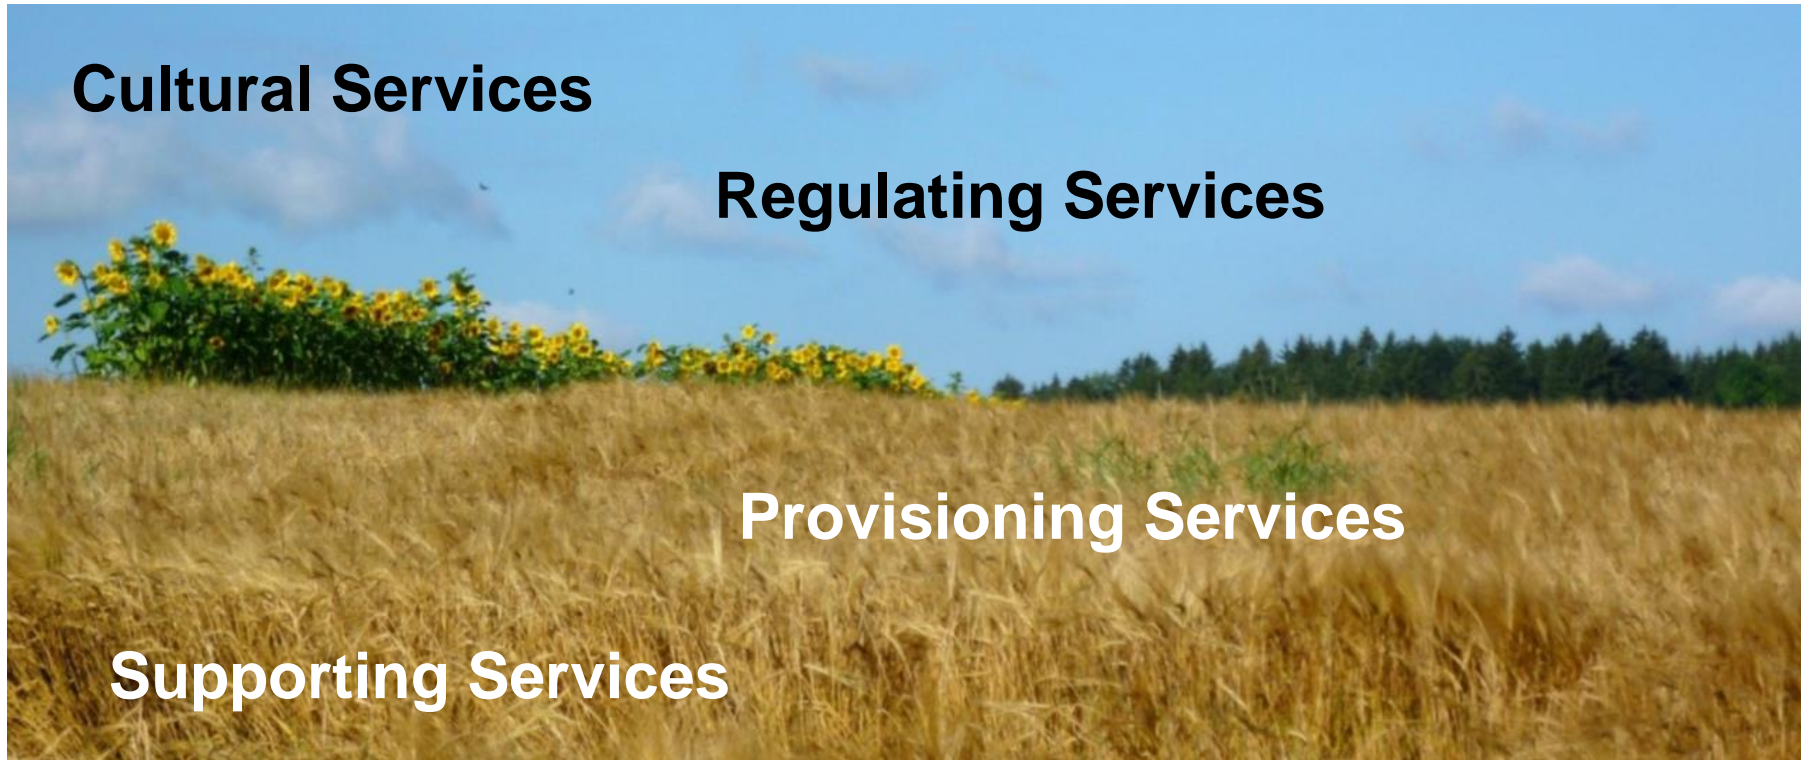 Cultural Services
Regulating Services
Provisioning Services
Supporting Services